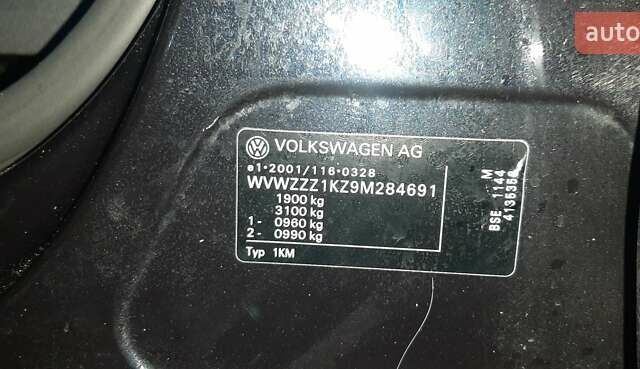 auto
VOLKSWAGEN AG
e1*2001/116*0328
WVWZZZ1KZ9M284691
1900 kg
3100 kg
1- 0960 kg
2- 0990 kg
Typ 1KM
M
BSE 1144